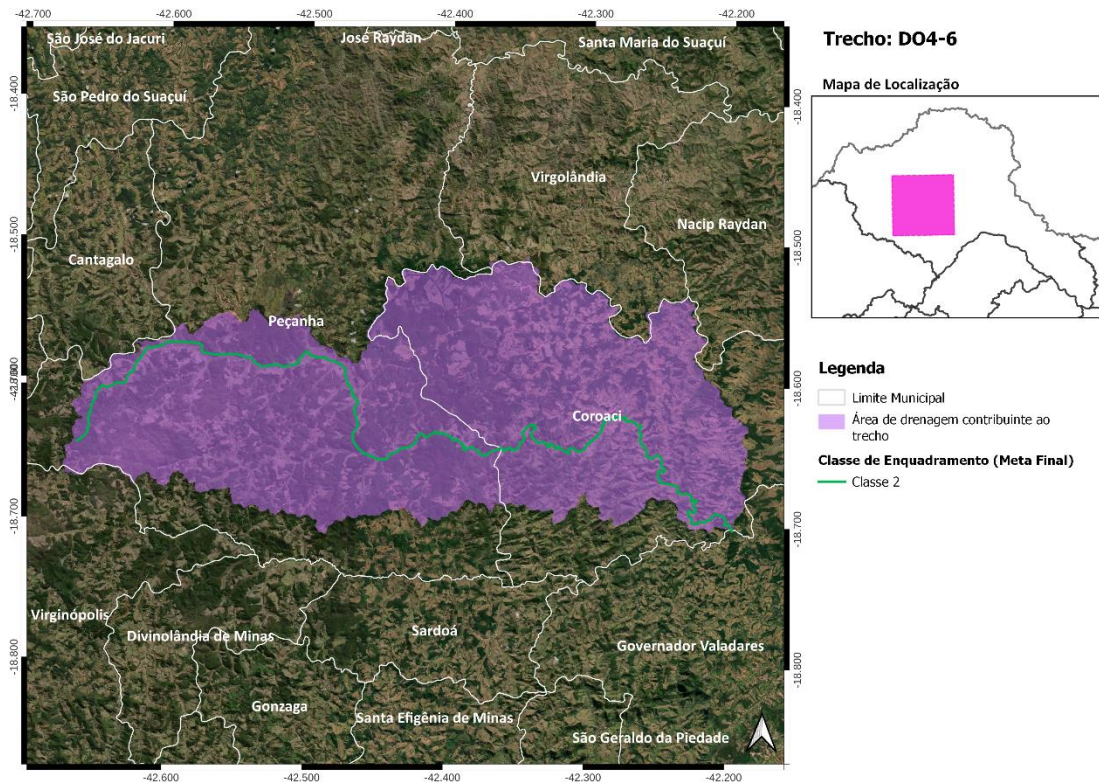 -42.700
-42.600
-42.500
-42.400
-42.300
-42.200
São José do Jacuri
José Raydan
Santa Maria do Suaçuí
-18.400
-18.400
São Pedro do Suaçuí
Virgolândia
Nacip Raydan
-18.500
-18.500
Cantagalo
Peçanha
-18.600
Coroaci
-18.700
-18.700
Virginópolis
Divinolândia de Minas
Sardoá
Governador Valadares
-18.800
-18.800
Gonzaga
Santa Efigênia de Minas
São Geraldo da Piedade
-42.600
-42.500
-42.400
-42.300
-42.200
Trecho: DO4-6
Mapa de Localização
Legenda
Limite Municipal
Área de drenagem contribuinte ao
trecho
Classe de Enquadramento (Meta Final)
Classe 2